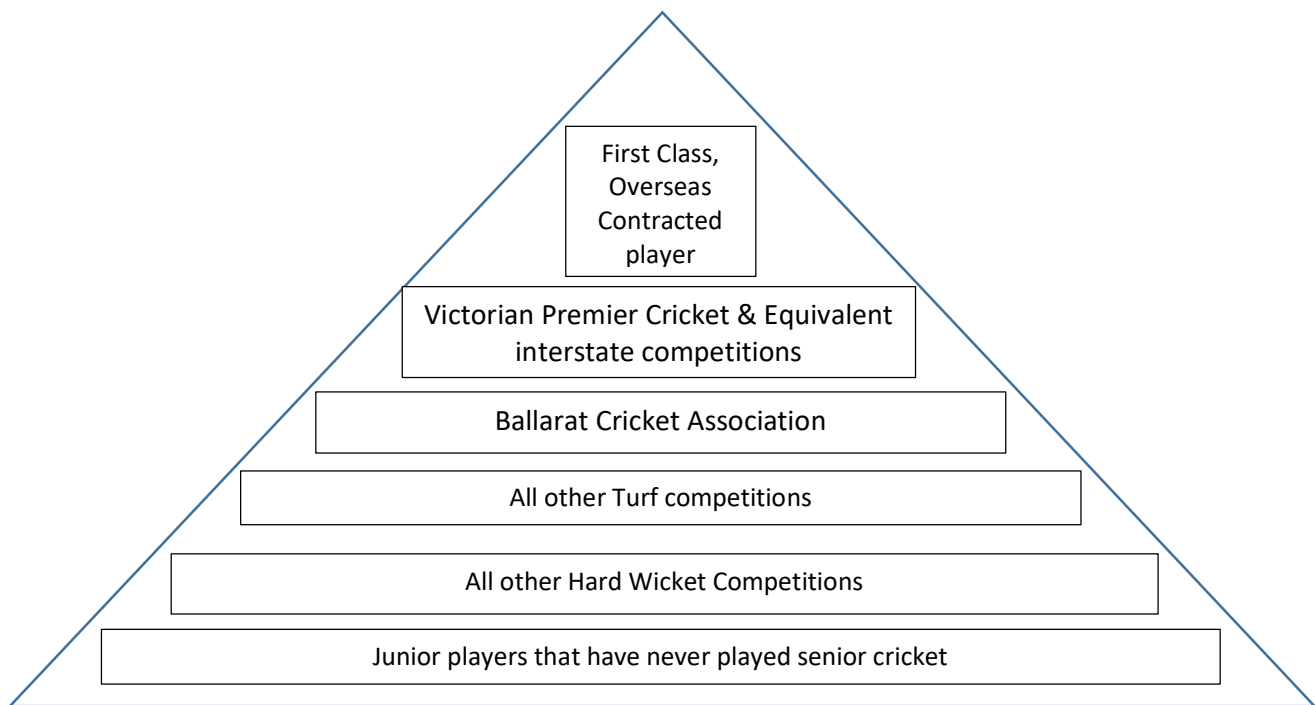 First Class,
Overseas
Contracted
player
Victorian Premier Cricket & Equivalent
interstate competitions
Ballarat Cricket Association
All other Turf competitions
All other Hard Wicket Competitions
Junior players that have never played senior cricket